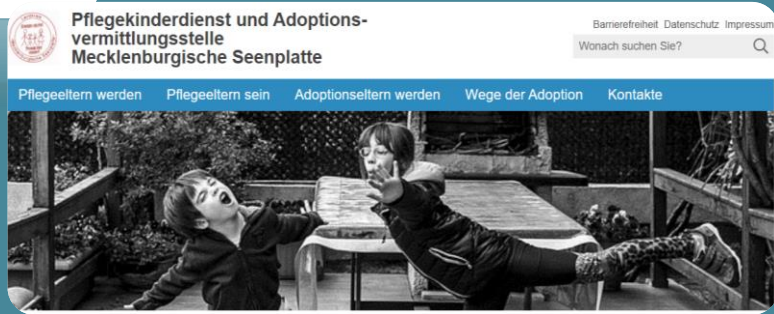 Pflegekinderdienst und Adoptions-
vermittlungsstelle
Mecklenburgische Seenplatte
Barrierefreiheit Datenschutz Impressum
Wonach suchen Sie?
Pflegeeltern werden Pflegeeltern sein Adoptionseltern werden Wege der Adoption Kontakte